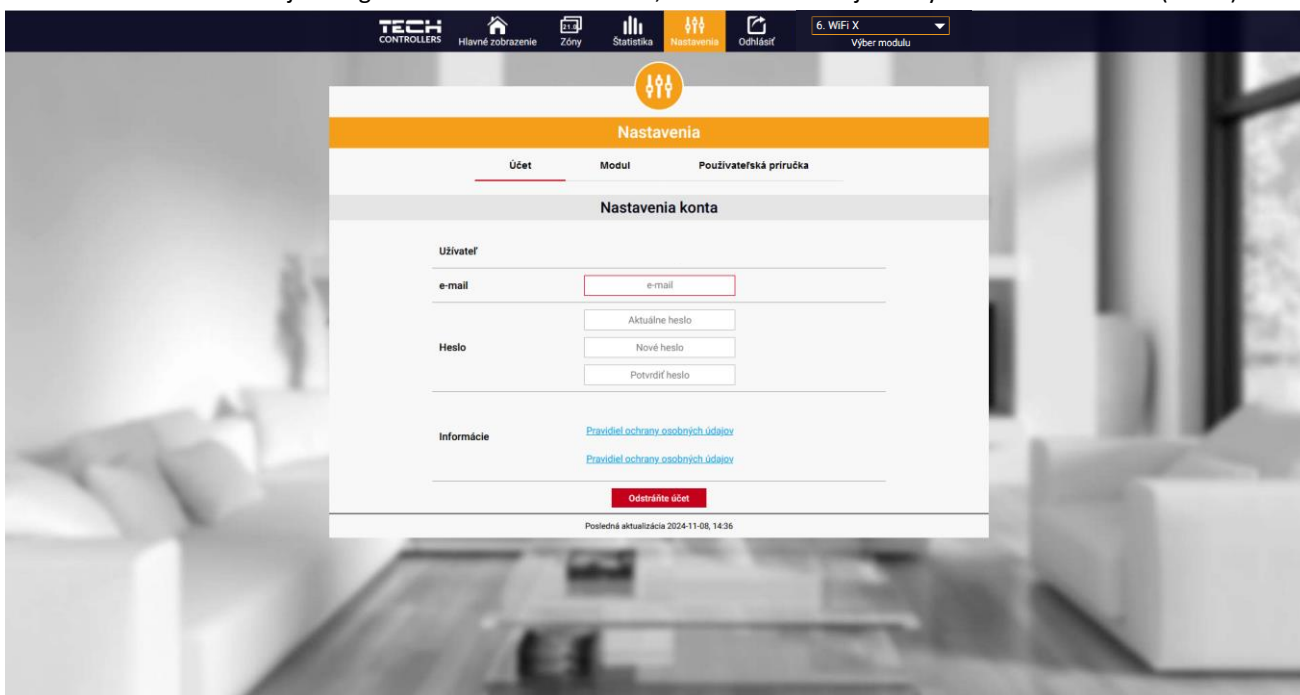 TECH
CONTROLLERS
Hlavné zobrazenie
21.0
Zóny
Štatistika
Nastavenia
Odhlásiť
6. WiFi X
Výber modulu
Nastavenia
Účet Modul Používateľská príručka
Nastavenia konta
Užívateľ
e-mail e-mail
Aktuálne heslo
Heslo Nové heslo
Potvrdiť heslo
Pravidiel ochrany osobných údajov
Informácie
Pravidiel ochrany osobných údajov
Odstráňte účet
Posledná aktualizácia 2024-11-08, 14:36